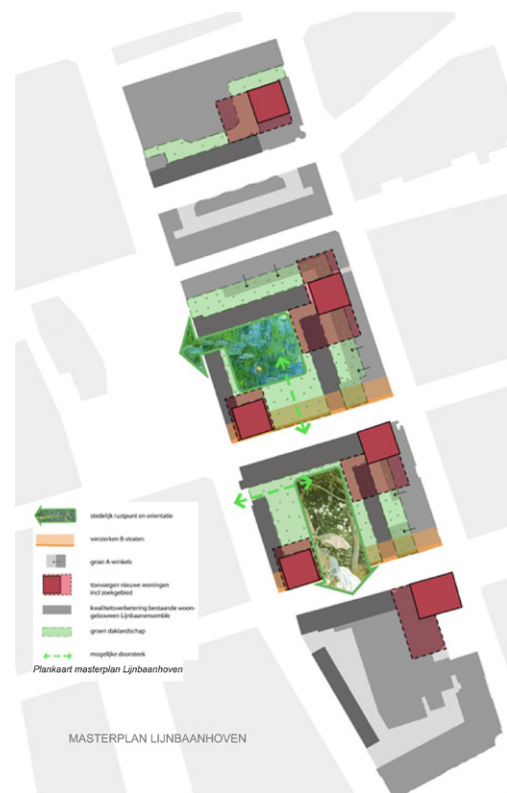 stedelijk rustpunt en orientatie
versterken B-straten
groei A-winkels
toevoegen nieuwe woningen
incl zoekgebied
kwaliteitsverbetering bestaande woon-
gebouwen Lijnbaanensemble
groen daklandschap
mogelijke doorsteek
Plankaart masterplan Lijnbaanhoven
MASTERPLAN LIJNBAANHOVEN